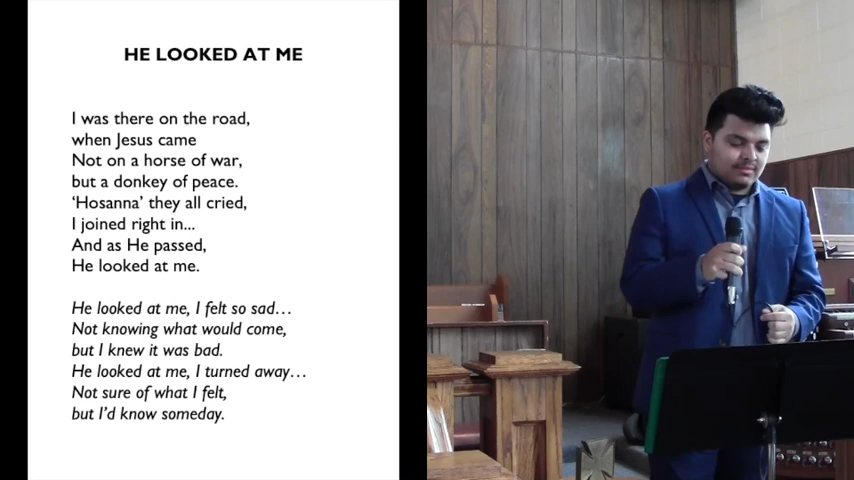 HE LOOKED AT ME
I was there on the road,
when Jesus came
Not on a horse of war,
but a donkey of peace.
‘Hosanna’ they all cried,
I joined right in...
And as He passed,
He looked at me.
He looked at me, I felt so sad…
Not knowing what would come,
but I knew it was bad.
He looked at me, I turned away…
Not sure of what I felt,
but I’d know someday.